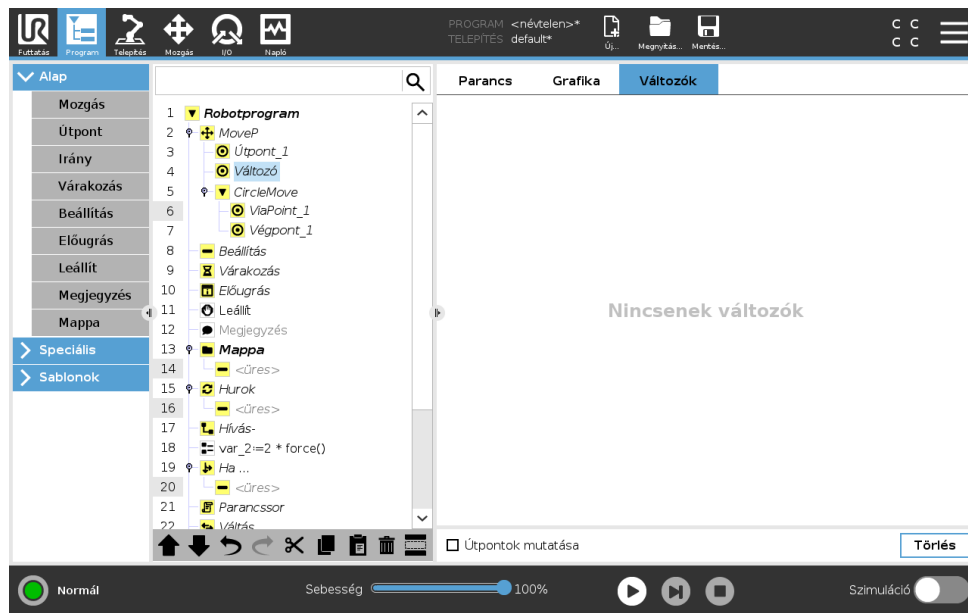 PROGRAM <névtelen>*
TELEPÍTÉS default*
Futtatás Program Telepítés Mozgás I/O Napló Új... Megnyitás... Mentés...
C C
C C
Alap
Mozgás
Útpont
Irány
Várakozás
Beállítás
Előugrás
Leállít
Megjegyzés
Mappa
Speciális
Sablonok
1 Robotprogram
2 MoveP
3 Útpont_1
4 Változó
5 CircleMove
6 ViaPoint_1
7 Végpont_1
8 Beállítás
9 Várakozás
10 Előugrás
11 Leállít
12 Megjegyzés
13 Mappa
14 <üres>
15 Hurok
16 <üres>
17 Hívás-
18 var_2:=2 * force()
19 Ha ...
20 <üres>
21 Parancssor
22 Váltás
Parancs Grafika Változók
Nincsenek változók
Útpontok mutatása Törlés
Normál Sebesség 100% Szimuláció